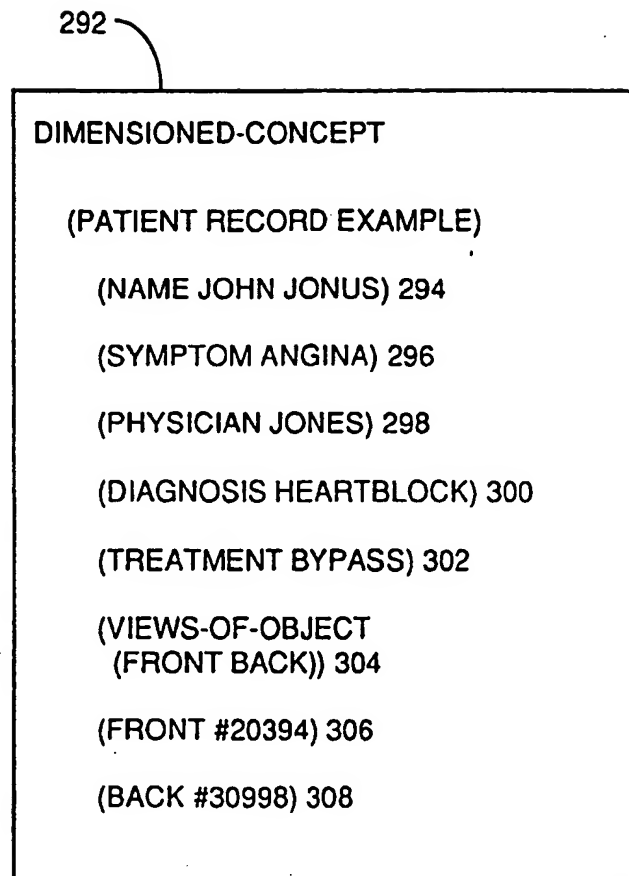 292
DIMENSIONED-CONCEPT
(PATIENT RECORD EXAMPLE)
(NAME JOHN JONUS) 294
(SYMPTOM ANGINA) 296
(PHYSICIAN JONES) 298
(DIAGNOSIS HEARTBLOCK) 300
(TREATMENT BYPASS) 302
(VIEWS-OF-OBJECT
(FRONT BACK)) 304
(FRONT #20394) 306
(BACK #30998) 308